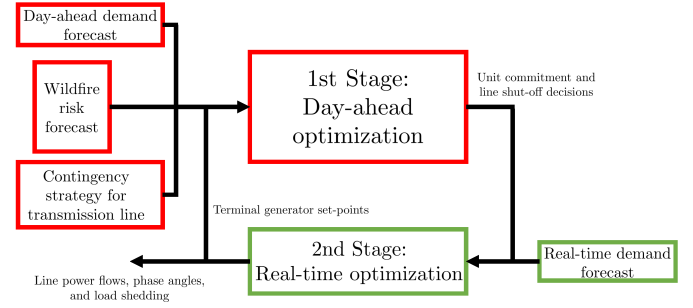 Day-ahead demand
forecast
Wildfire
risk
forecast
Contingency
strategy for
transmission line
1st Stage:
Day-ahead
optimization
Unit commitment and
line shut-off decisions
Terminal generator set-points
2nd Stage:
Real-time optimization
Real-time demand
forecast
Line power flows, phase angles,
and load shedding